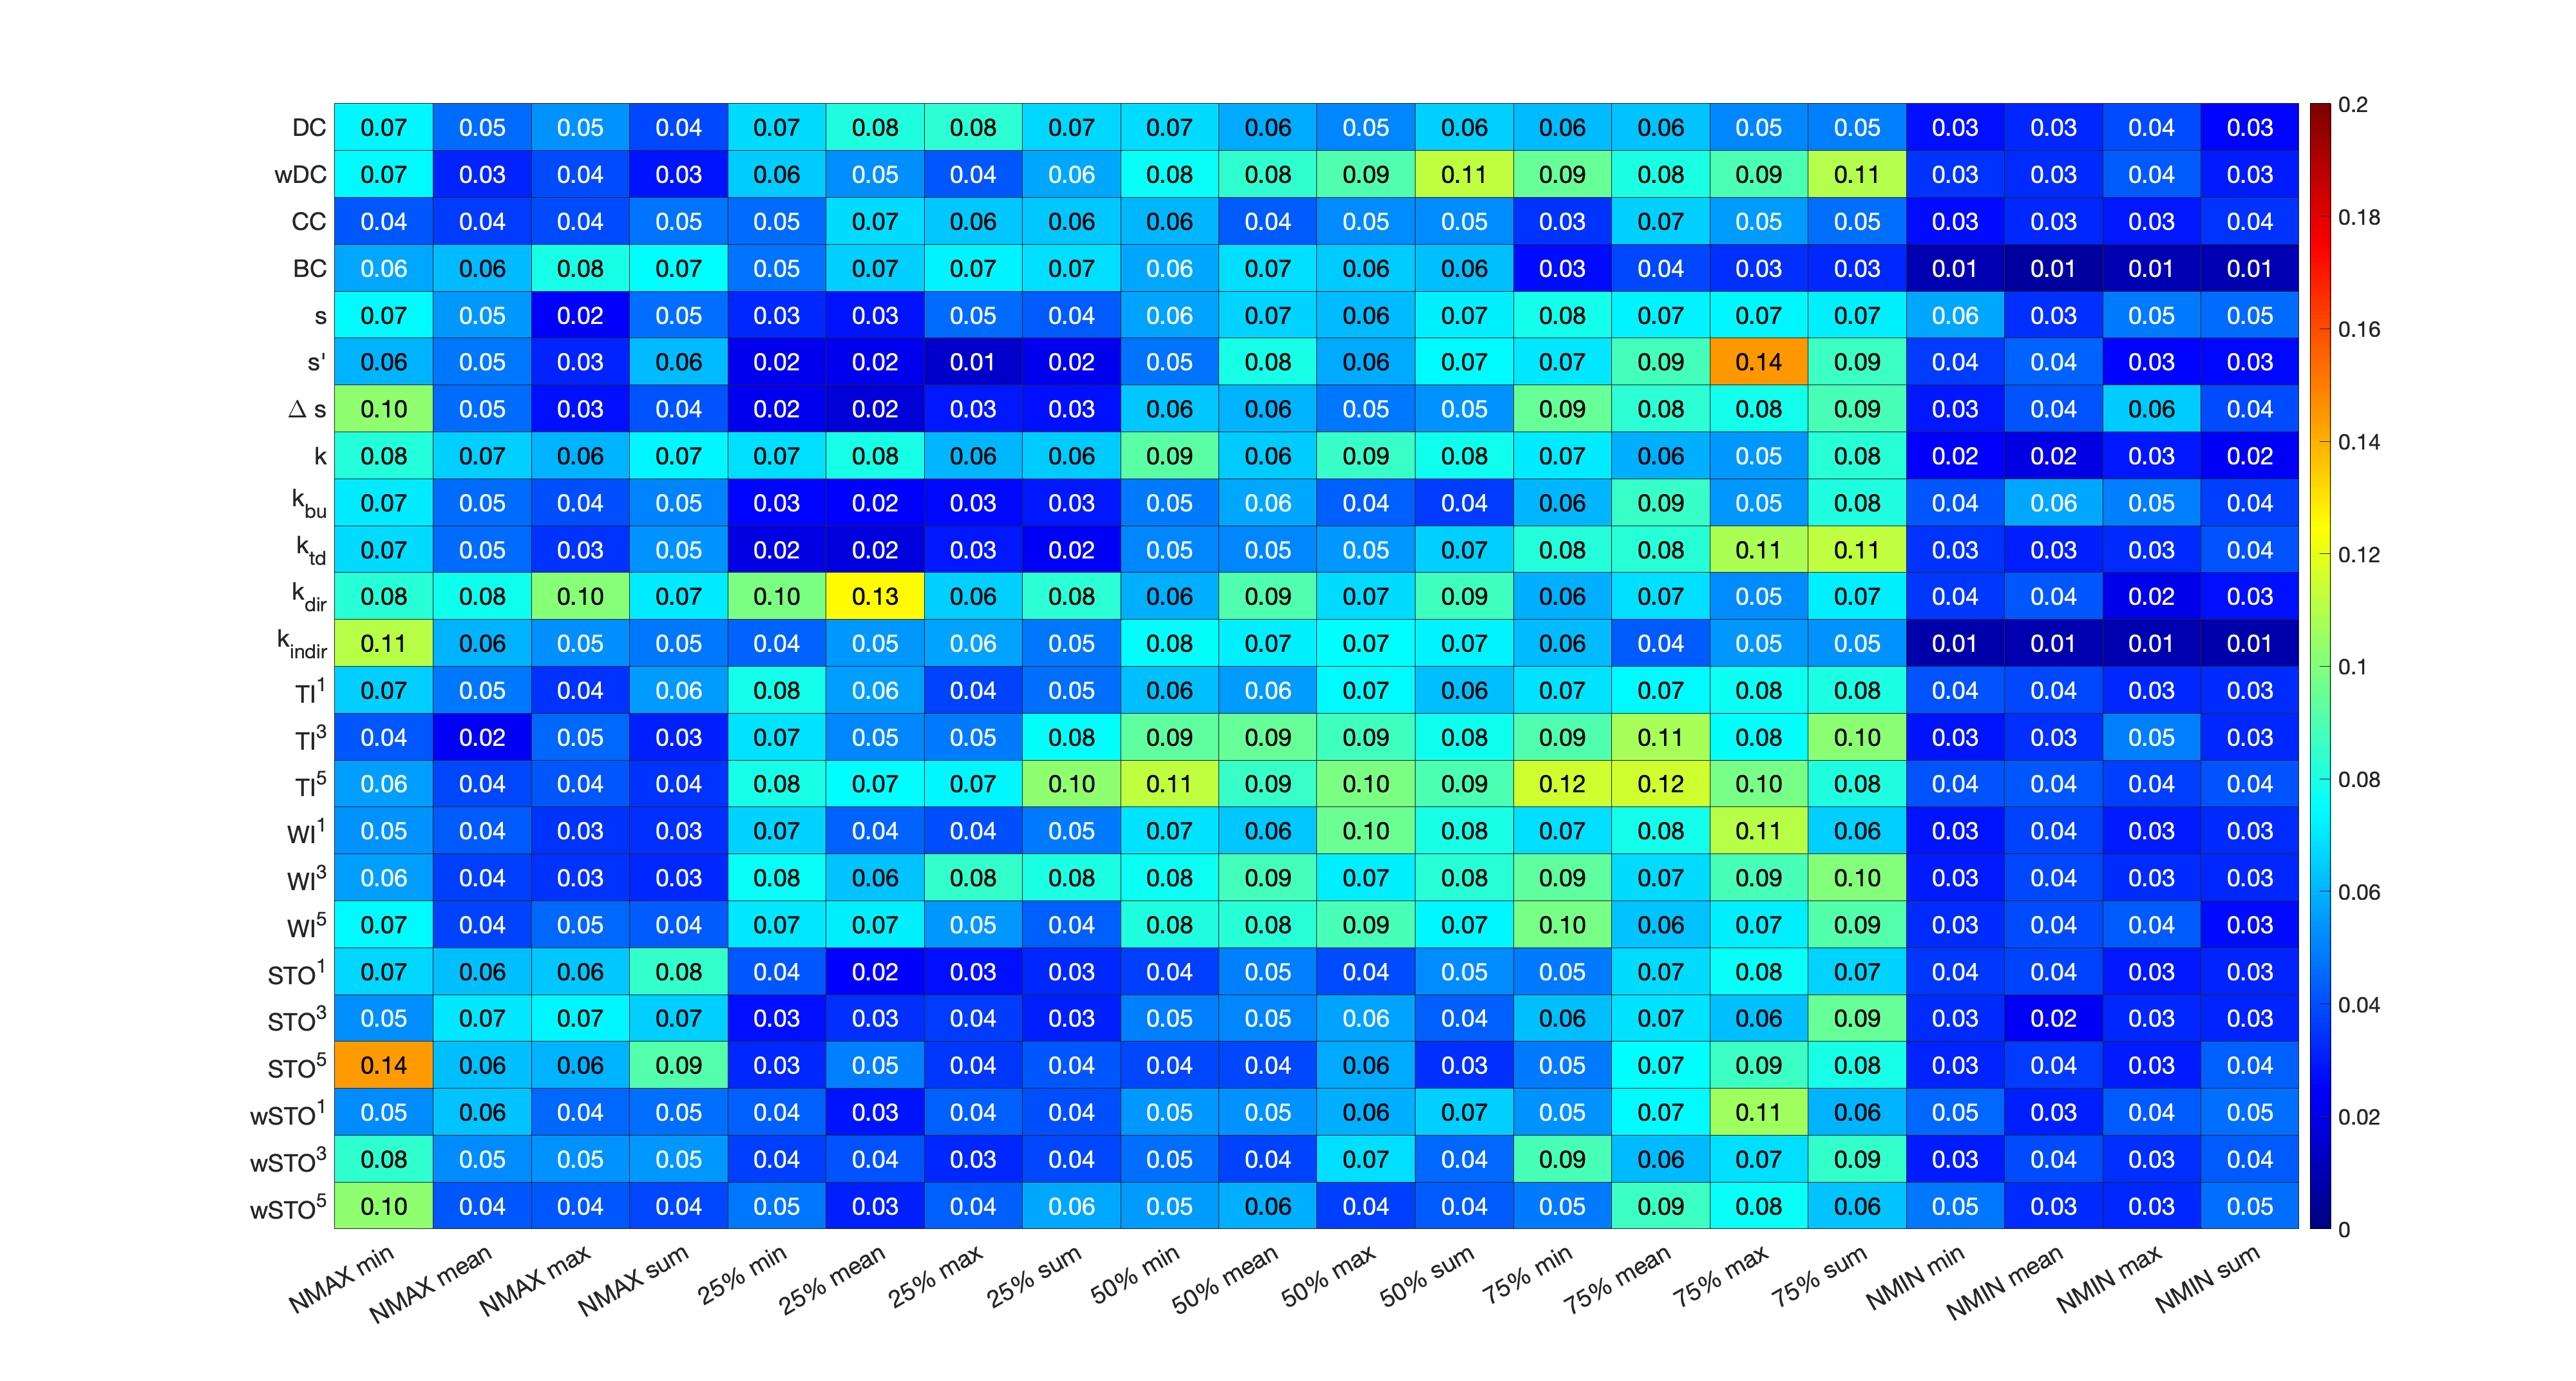 DC 0.07 0.05 0.05 0.04 0.07 0.08 0.08 0.07 0.07 0.06 0.05 0.06 0.06 0.06 0.05 0.05 0.03 0.03 0.04 0.03
wDC 0.07 0.03 0.04 0.03 0.06 0.05 0.04 0.06 0.08 0.08 0.09 0.11 0.09 0.08 0.09 0.11 0.03 0.03 0.04 0.03
CC 0.04 0.04 0.04 0.05 0.05 0.07 0.06 0.06 0.06 0.04 0.05 0.05 0.03 0.07 0.05 0.05 0.03 0.03 0.03 0.04
BC 0.06 0.06 0.08 0.07 0.05 0.07 0.07 0.07 0.06 0.07 0.06 0.06 0.03 0.04 0.03 0.03 0.01 0.01 0.01 0.01
s 0.07 0.05 0.02 0.05 0.03 0.03 0.05 0.04 0.06 0.07 0.06 0.07 0.08 0.07 0.07 0.07 0.06 0.03 0.05 0.05
s' 0.06 0.05 0.03 0.06 0.02 0.02 0.01 0.02 0.05 0.08 0.06 0.07 0.07 0.09 0.14 0.09 0.04 0.04 0.03 0.03
Δ s 0.10 0.05 0.03 0.04 0.02 0.02 0.03 0.03 0.06 0.06 0.05 0.05 0.09 0.08 0.08 0.09 0.03 0.04 0.06 0.04
k 0.08 0.07 0.06 0.07 0.07 0.08 0.06 0.06 0.09 0.06 0.09 0.08 0.07 0.06 0.05 0.08 0.02 0.02 0.03 0.02
k_bu 0.07 0.05 0.04 0.05 0.03 0.02 0.03 0.03 0.05 0.06 0.04 0.04 0.06 0.09 0.05 0.08 0.04 0.06 0.05 0.04
k_td 0.07 0.05 0.03 0.05 0.02 0.02 0.03 0.02 0.05 0.05 0.05 0.07 0.08 0.08 0.11 0.11 0.03 0.03 0.03 0.04
k_dir 0.08 0.08 0.10 0.07 0.10 0.13 0.06 0.08 0.06 0.09 0.07 0.09 0.06 0.07 0.05 0.07 0.04 0.04 0.02 0.03
k_indir 0.11 0.06 0.05 0.05 0.04 0.05 0.06 0.05 0.08 0.07 0.07 0.07 0.06 0.04 0.05 0.05 0.01 0.01 0.01 0.01
TI¹ 0.07 0.05 0.04 0.06 0.08 0.06 0.04 0.05 0.06 0.06 0.07 0.06 0.07 0.07 0.08 0.08 0.04 0.04 0.03 0.03
TI³ 0.04 0.02 0.05 0.03 0.07 0.05 0.05 0.08 0.09 0.09 0.09 0.08 0.09 0.11 0.08 0.10 0.03 0.03 0.05 0.03
TI⁵ 0.06 0.04 0.04 0.04 0.08 0.07 0.07 0.10 0.11 0.09 0.10 0.09 0.12 0.12 0.10 0.08 0.04 0.04 0.04 0.04
WI¹ 0.05 0.04 0.03 0.03 0.07 0.04 0.04 0.05 0.07 0.06 0.10 0.08 0.07 0.08 0.11 0.06 0.03 0.04 0.03 0.03
WI³ 0.06 0.04 0.03 0.03 0.08 0.06 0.08 0.08 0.08 0.09 0.07 0.08 0.09 0.07 0.09 0.10 0.03 0.04 0.03 0.03
WI⁵ 0.07 0.04 0.05 0.04 0.07 0.07 0.05 0.04 0.08 0.08 0.09 0.07 0.10 0.06 0.07 0.09 0.03 0.04 0.04 0.03
STO¹ 0.07 0.06 0.06 0.08 0.04 0.02 0.03 0.03 0.04 0.05 0.04 0.05 0.05 0.07 0.08 0.07 0.04 0.04 0.03 0.03
STO³ 0.05 0.07 0.07 0.07 0.03 0.03 0.04 0.03 0.05 0.05 0.06 0.04 0.06 0.07 0.06 0.09 0.03 0.02 0.03 0.03
STO⁵ 0.14 0.06 0.06 0.09 0.03 0.05 0.04 0.04 0.04 0.04 0.06 0.03 0.05 0.07 0.09 0.08 0.03 0.04 0.03 0.04
wSTO¹ 0.05 0.06 0.04 0.05 0.04 0.03 0.04 0.04 0.05 0.05 0.06 0.07 0.05 0.07 0.11 0.06 0.05 0.03 0.04 0.05
wSTO³ 0.08 0.05 0.05 0.05 0.04 0.04 0.03 0.04 0.05 0.04 0.07 0.04 0.09 0.06 0.07 0.09 0.03 0.04 0.03 0.04
wSTO⁵ 0.10 0.04 0.04 0.04 0.05 0.03 0.04 0.06 0.05 0.06 0.04 0.04 0.05 0.09 0.08 0.06 0.05 0.03 0.03 0.05
NMAX min NMAX mean NMAX max NMAX sum 25% min 25% mean 25% max 25% sum 50% min 50% mean 50% max 50% sum 75% min 75% mean 75% max 75% sum NMIN min NMIN mean NMIN max NMIN sum
0.2
0.18
0.16
0.14
0.12
0.1
0.08
0.06
0.04
0.02
0